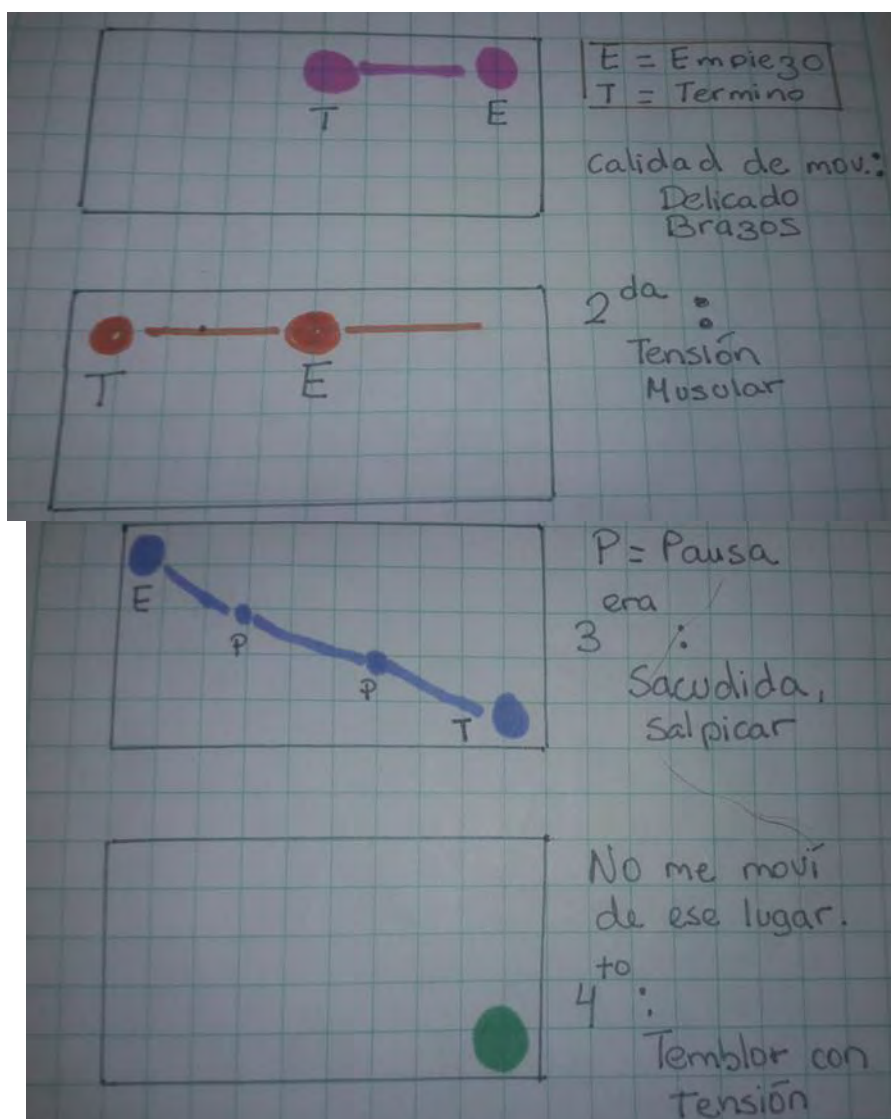 E = Empiezo
T = Termino
T
E
Calidad de mov.:
Delicado
Brazos
2da :
Tensión
Muscular
T
E
P = Pausa
E
P
P
T
3era :
Sacudida,
Salpicar
No me moví
de ese lugar.
4to :
Temblor con
Tensión